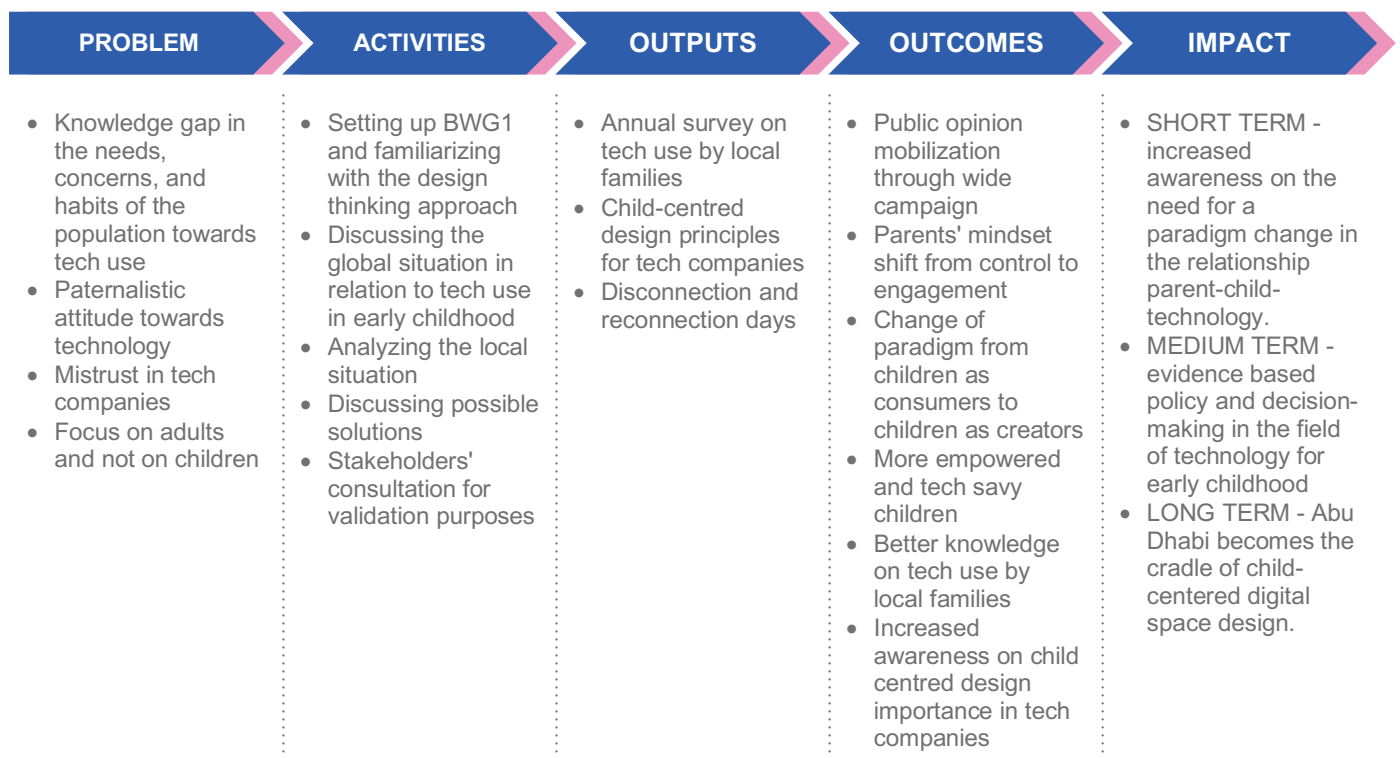 PROBLEM
ACTIVITIES
OUTPUTS
OUTCOMES
IMPACT
• Knowledge gap in
the needs,
concerns, and
habits of the
population towards
tech use
• Paternalistic
attitude towards
technology
• Mistrust in tech
companies
• Focus on adults
and not on children
• Setting up BWG1
and familiarizing
with the design
thinking approach
• Discussing the
global situation in
relation to tech use
in early childhood
• Analyzing the local
situation
• Discussing possible
solutions
• Stakeholders'
consultation for
validation purposes
• Annual survey on
tech use by local
families
• Child-centred
design principles
for tech companies
• Disconnection and
reconnection days
• Public opinion
mobilization
through wide
campaign
• Parents' mindset
shift from control to
engagement
• Change of
paradigm from
children as
consumers to
children as creators
• More empowered
and tech savy
children
• Better knowledge
on tech use by
local families
• Increased
awareness on child
centred design
importance in tech
companies
• SHORT TERM -
increased
awareness on the
need for a
paradigm change in
the relationship
parent-child-
technology.
• MEDIUM TERM -
evidence based
policy and decision-
making in the field
of technology for
early childhood
• LONG TERM - Abu
Dhabi becomes the
cradle of child-
centered digital
space design.